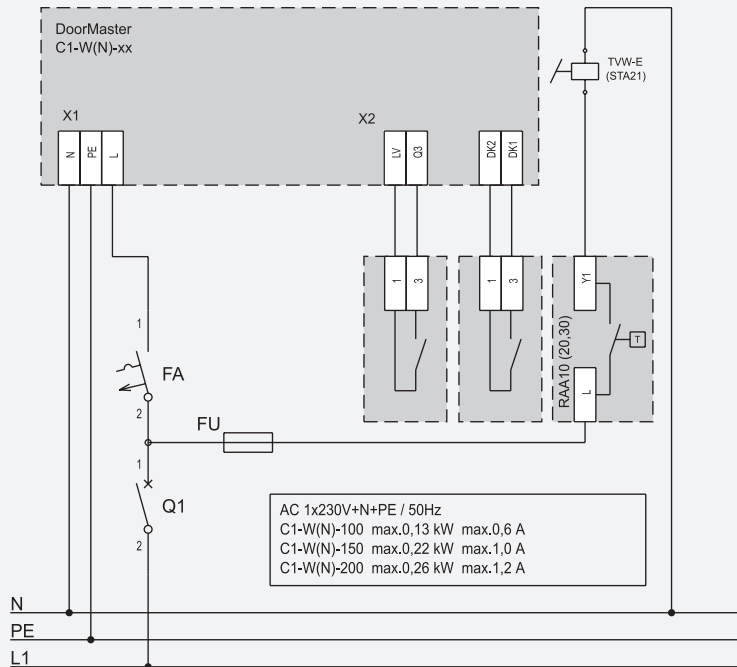 DoorMaster
C1-W(N)-xx
TVW-E
(STA21)
X1
X2
N
PE
L
LV
Q3
DK2
DK1
1
3
1
3
Y1
T
RAA10 (20,30)
L
1
FA
2
FU
1
Q1
2
AC 1x230V+N+PE / 50Hz
C1-W(N)-100 max.0,13 kW max.0,6 A
C1-W(N)-150 max.0,22 kW max.1,0 A
C1-W(N)-200 max.0,26 kW max.1,2 A
N
PE
L1